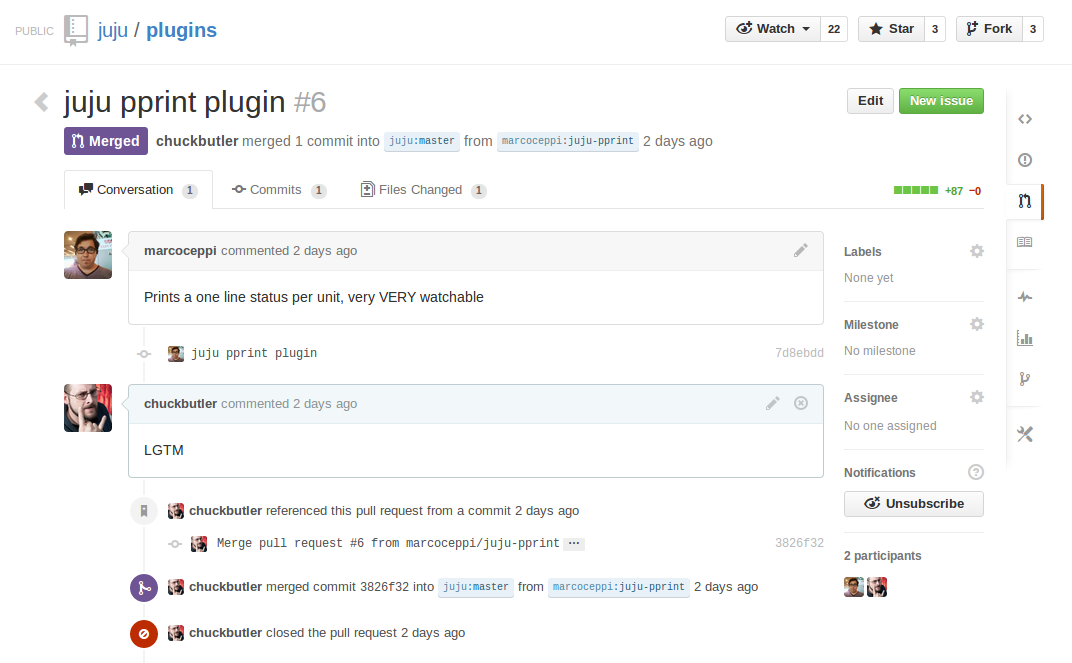 PUBLIC juju / plugins Watch 22 Star 3 Fork 3
juju pprint plugin #6 Edit New issue
Merged chuckbutler merged 1 commit into juju:master from marcoceppi:juju-pprint 2 days ago
Conversation 1 Commits 1 Files Changed 1 +87 −0
marcoceppi commented 2 days ago
Prints a one line status per unit, very VERY watchable
juju pprint plugin 7d8ebdd
chuckbutler commented 2 days ago
LGTM
chuckbutler referenced this pull request from a commit 2 days ago
Merge pull request #6 from marcoceppi/juju-pprint ... 3826f32
chuckbutler merged commit 3826f32 into juju:master from marcoceppi:juju-pprint 2 days ago
chuckbutler closed the pull request 2 days ago
Labels
None yet
Milestone
No milestone
Assignee
No one assigned
Notifications
Unsubscribe
2 participants